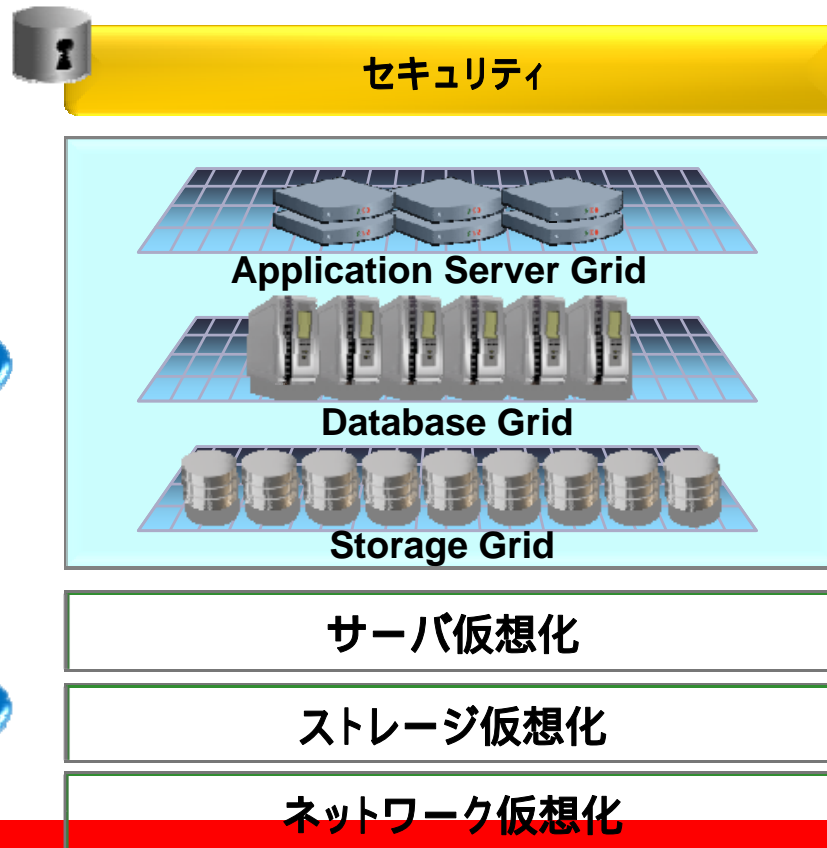 セキュリティ
Application Server Grid
Database Grid
Storage Grid
サーバ仮想化
ストレージ仮想化
ネットワーク仮想化